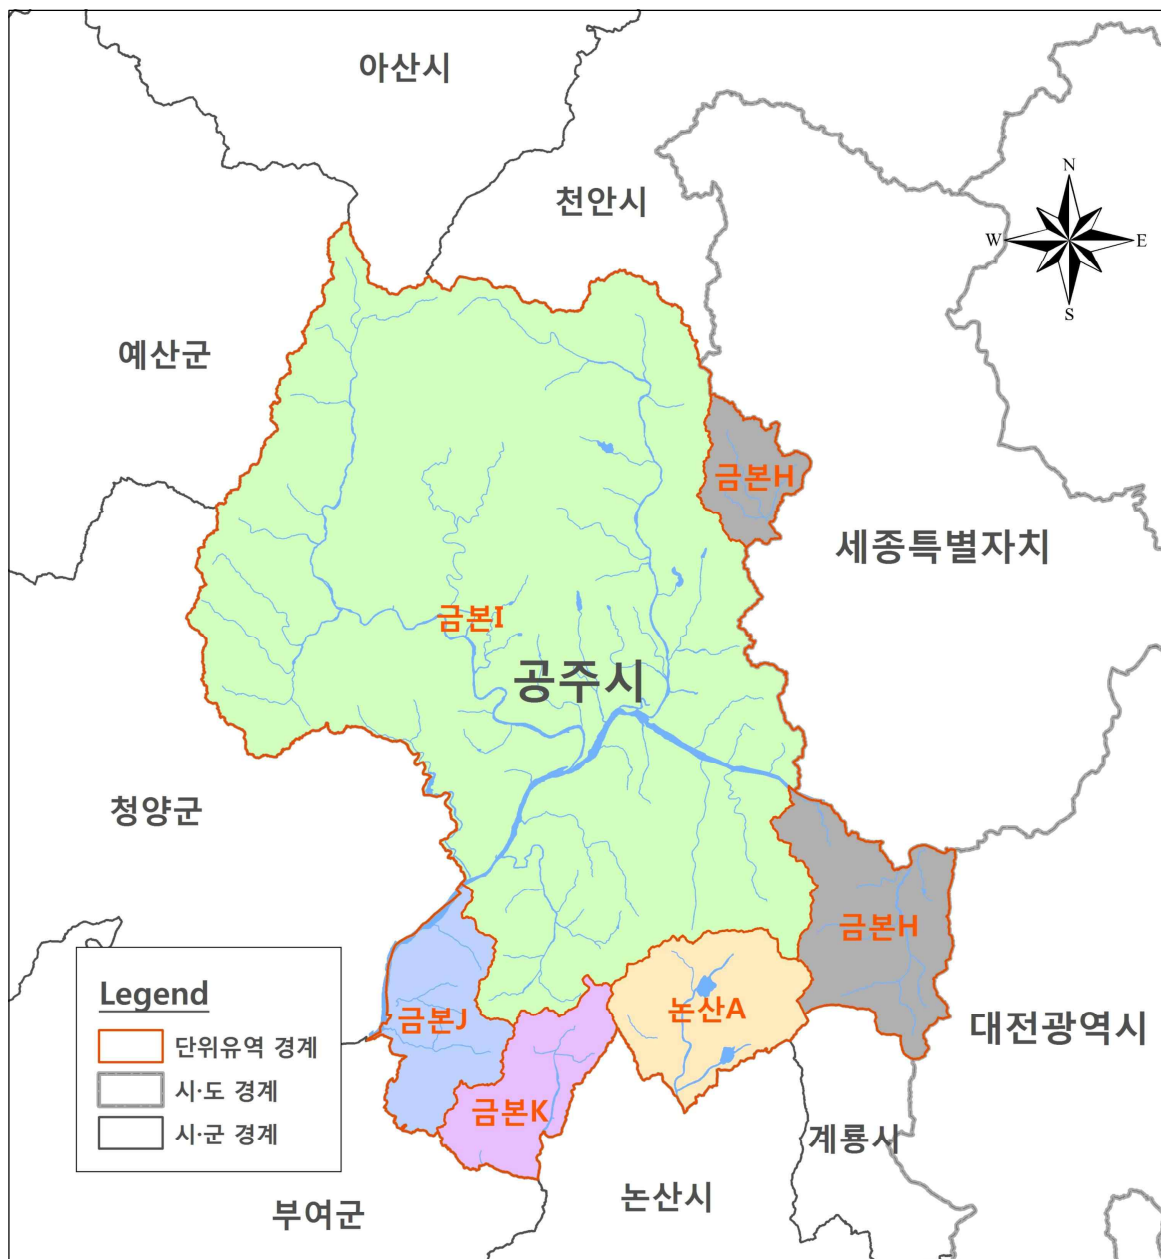 아산시
천안시
N
W
E
S
예산군
금본H
세종특별자치
금본I
공주시
청양군
금본H
Legend
단위유역 경계
시·도 경계
시·군 경계
금본J
논산A
대전광역시
금본K
계룡시
부여군
논산시